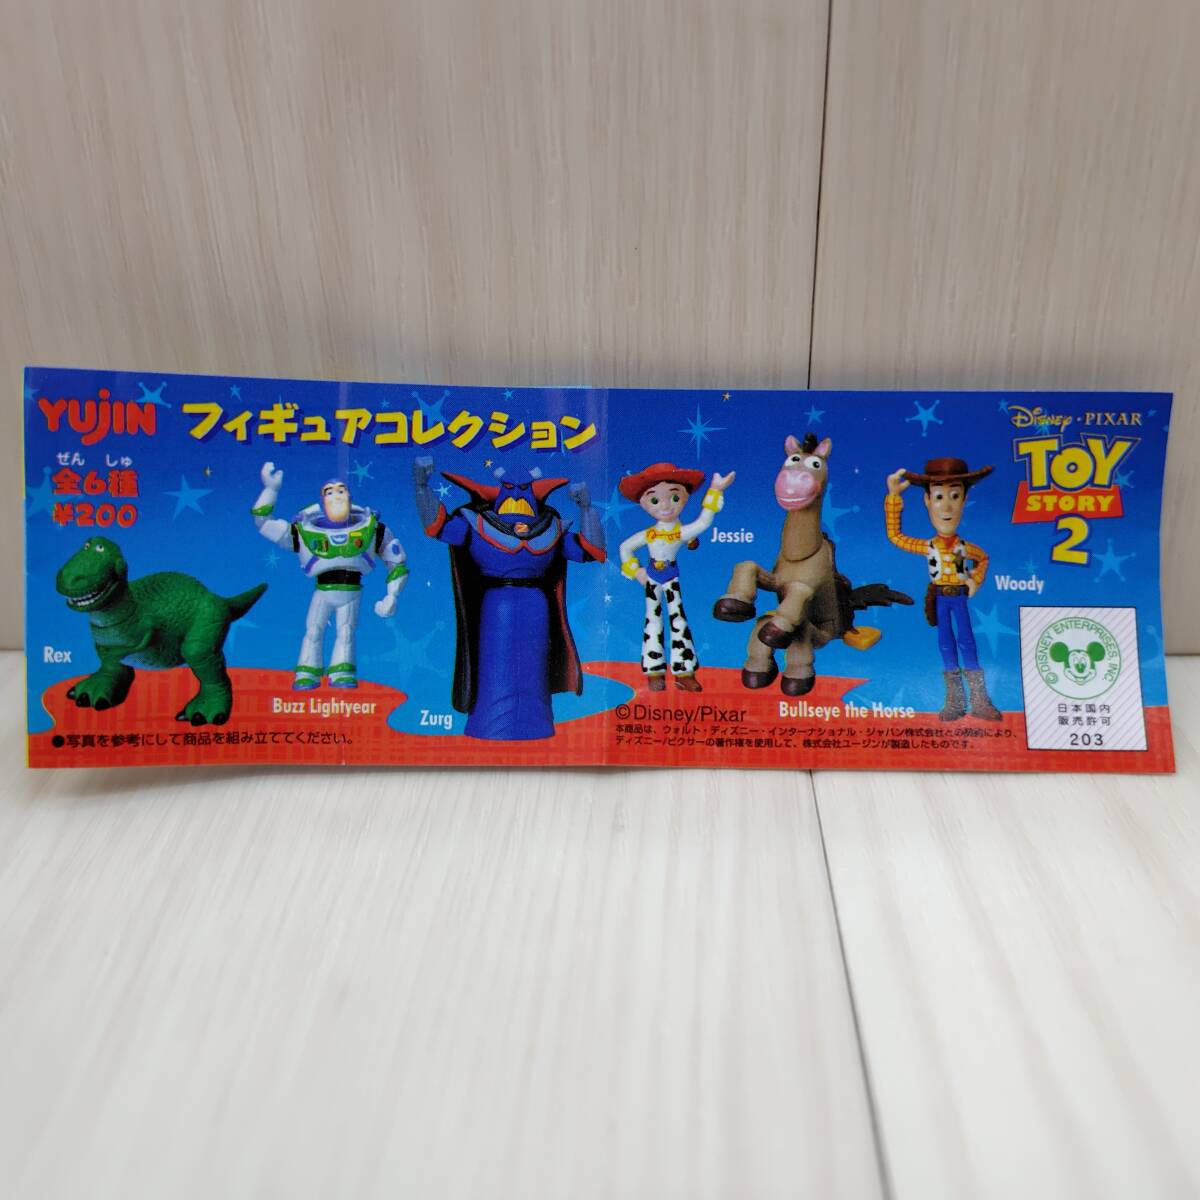 YUJIN フィギュアコレクション
ぜん しゅ
全6種
¥200
Rex
Buzz Lightyear
Zurg
Jessie
Bullseye the Horse
Woody
Disney・PIXAR
TOY
STORY
2
●写真を参考にして商品を組み立ててください。
©Disney/Pixar
本商品は、ウォルト・ディズニー・インターナショナル・ジャパン株式会社との契約により、
ディズニー/ピクサーの著作権を使用して、株式会社ユージンが製造したものです。
©DISNEY ENTERPRISES, INC.
日本国内
販売許可
203